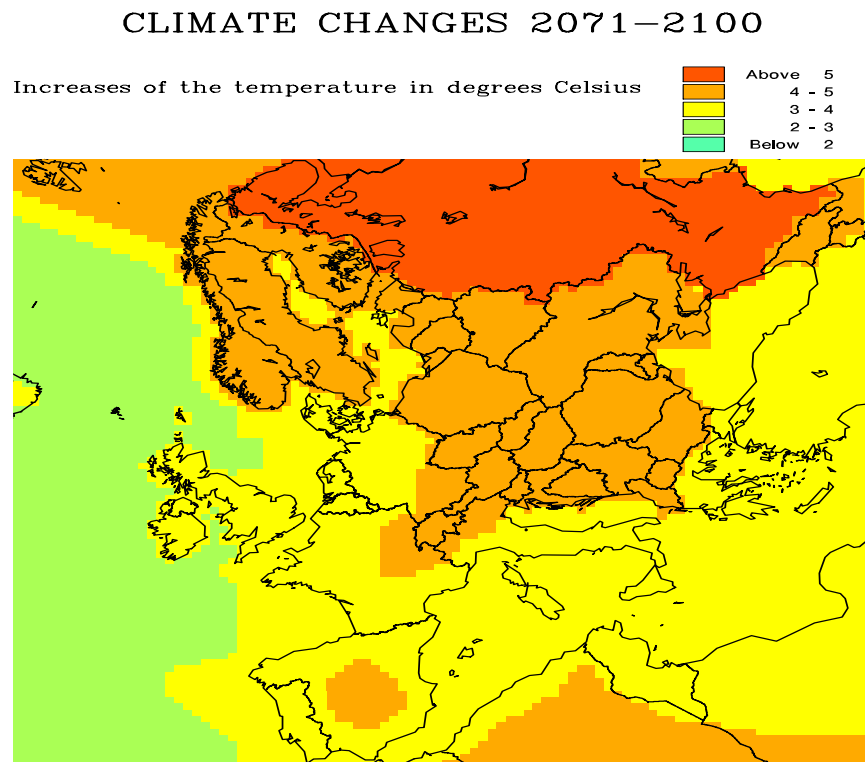 CLIMATE CHANGES 2071-2100
Increases of the temperature in degrees Celsius
Above 5
4 - 5
3 - 4
2 - 3
Below 2